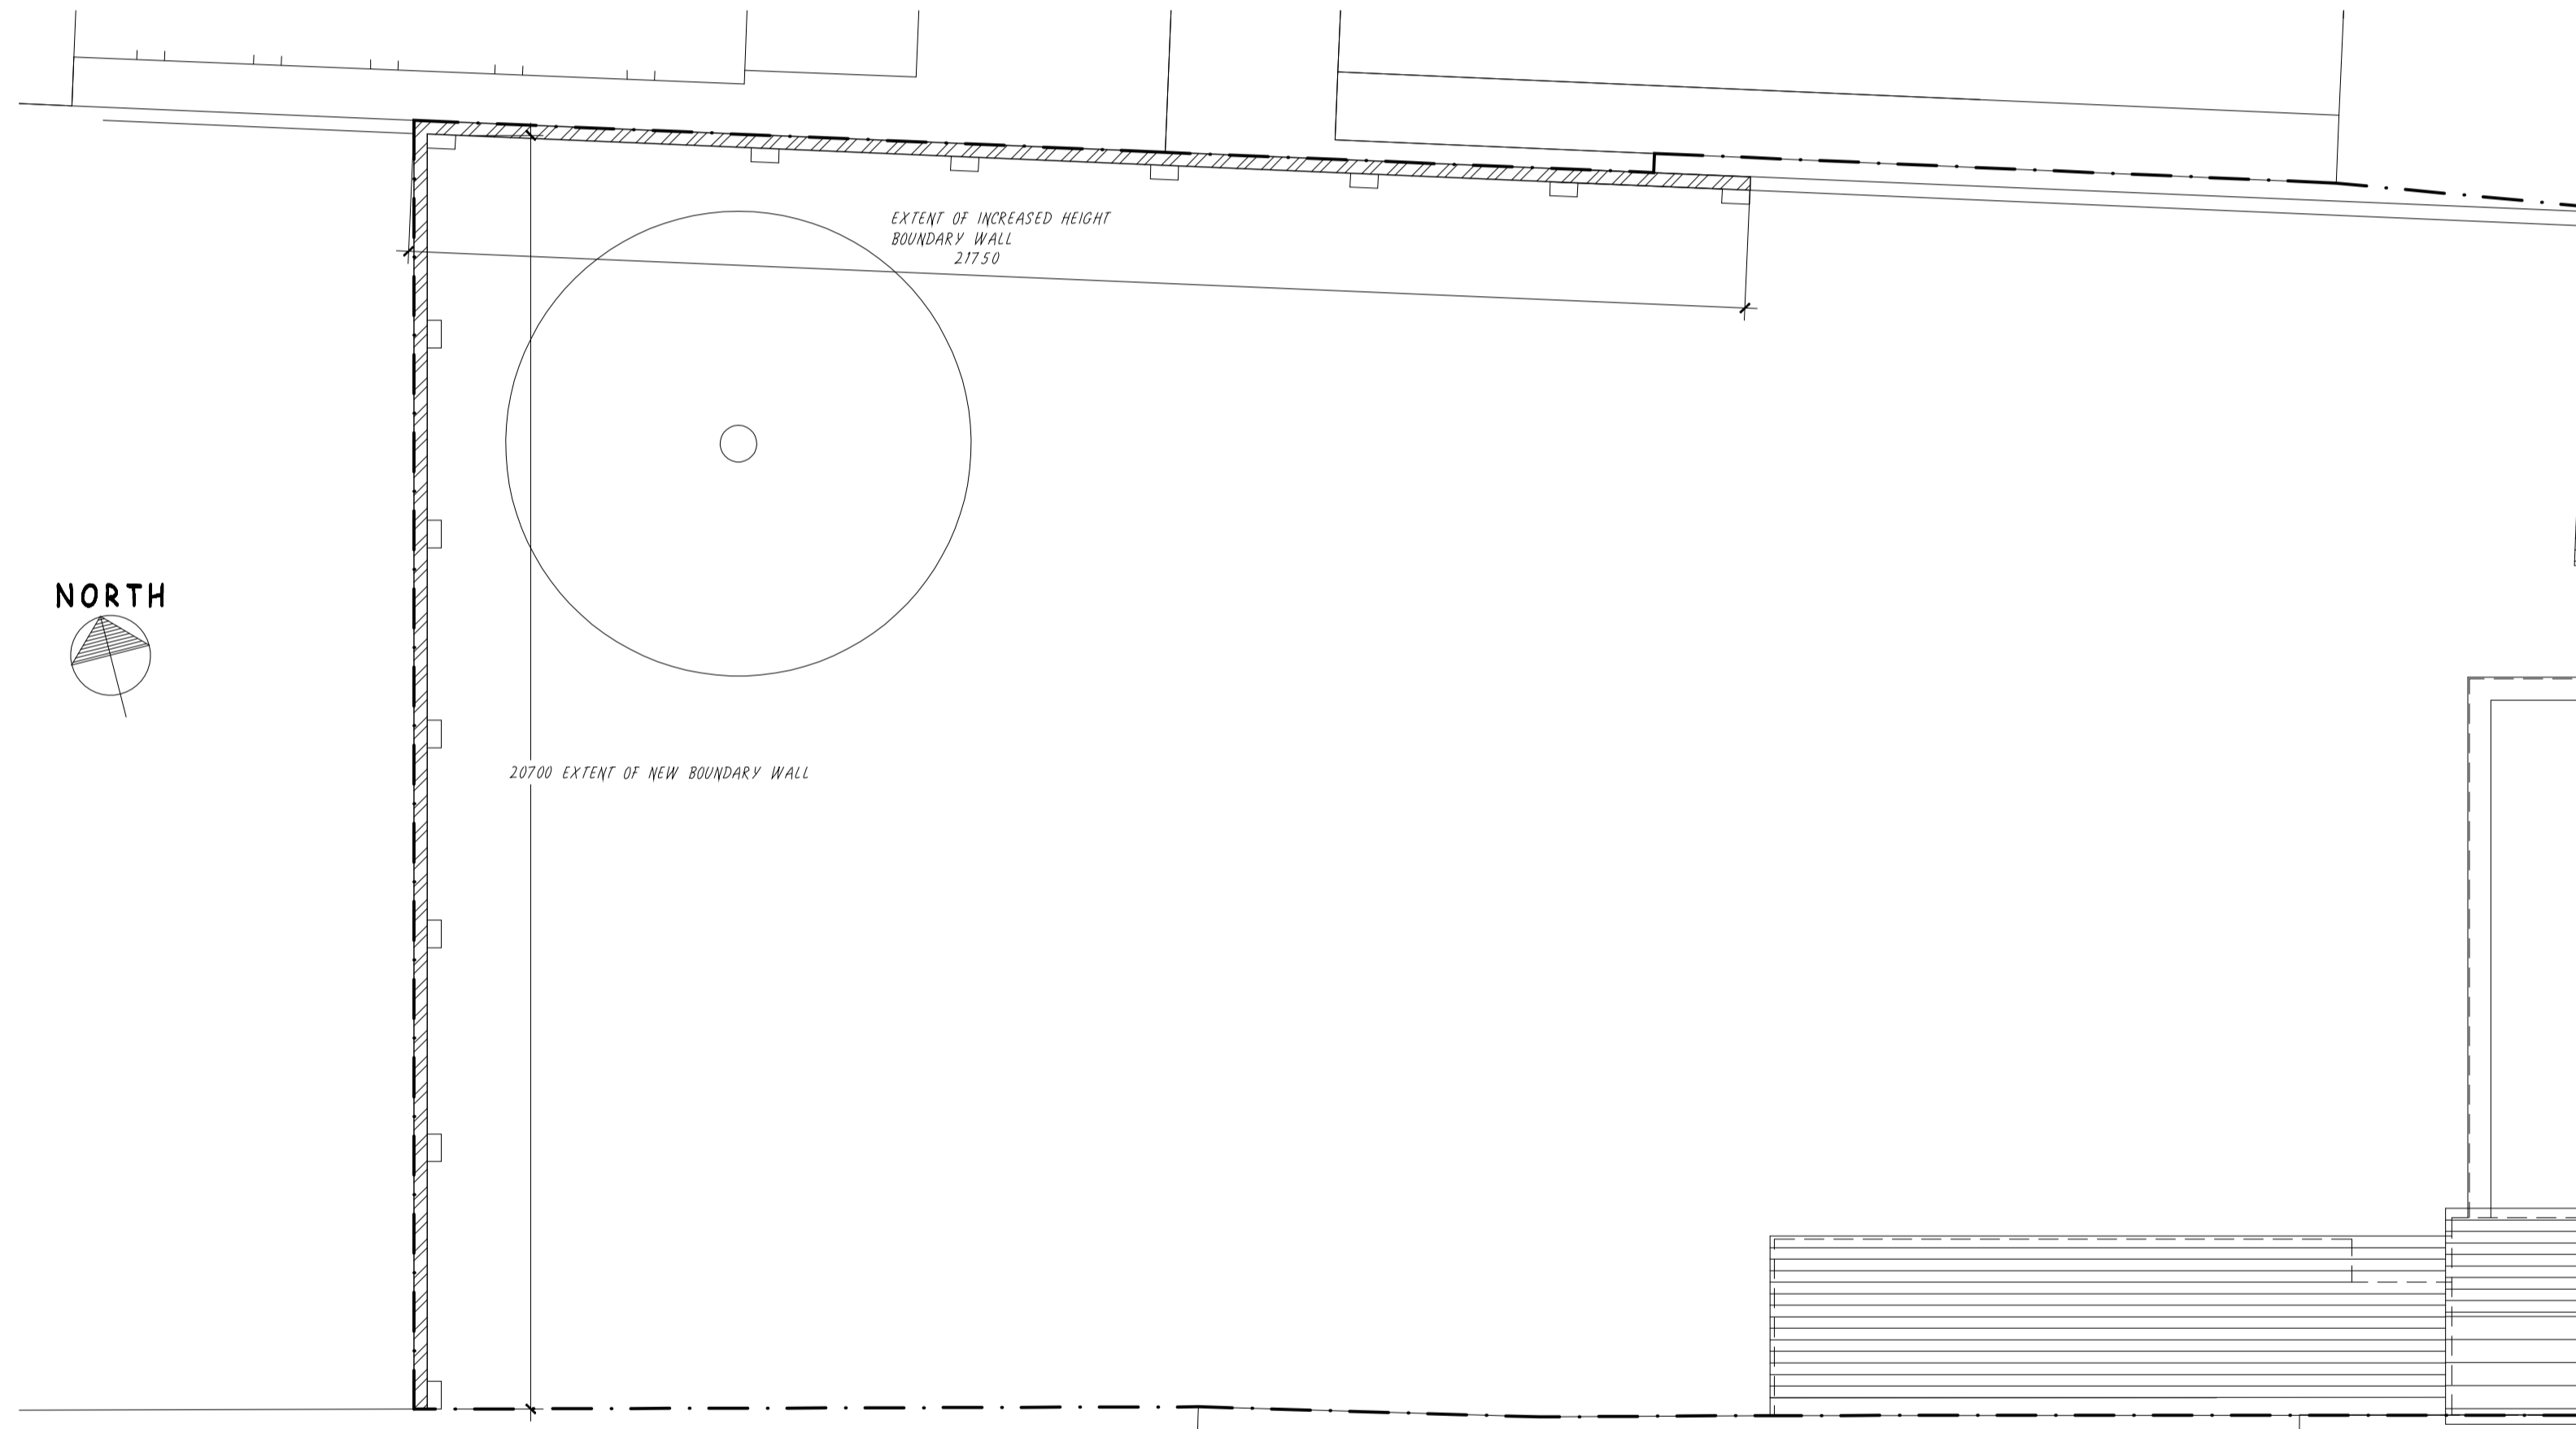 EXTENT OF INCREASED HEIGHT
BOUNDARY WALL
21750
NORTH
20700 EXTENT OF NEW BOUNDARY WALL